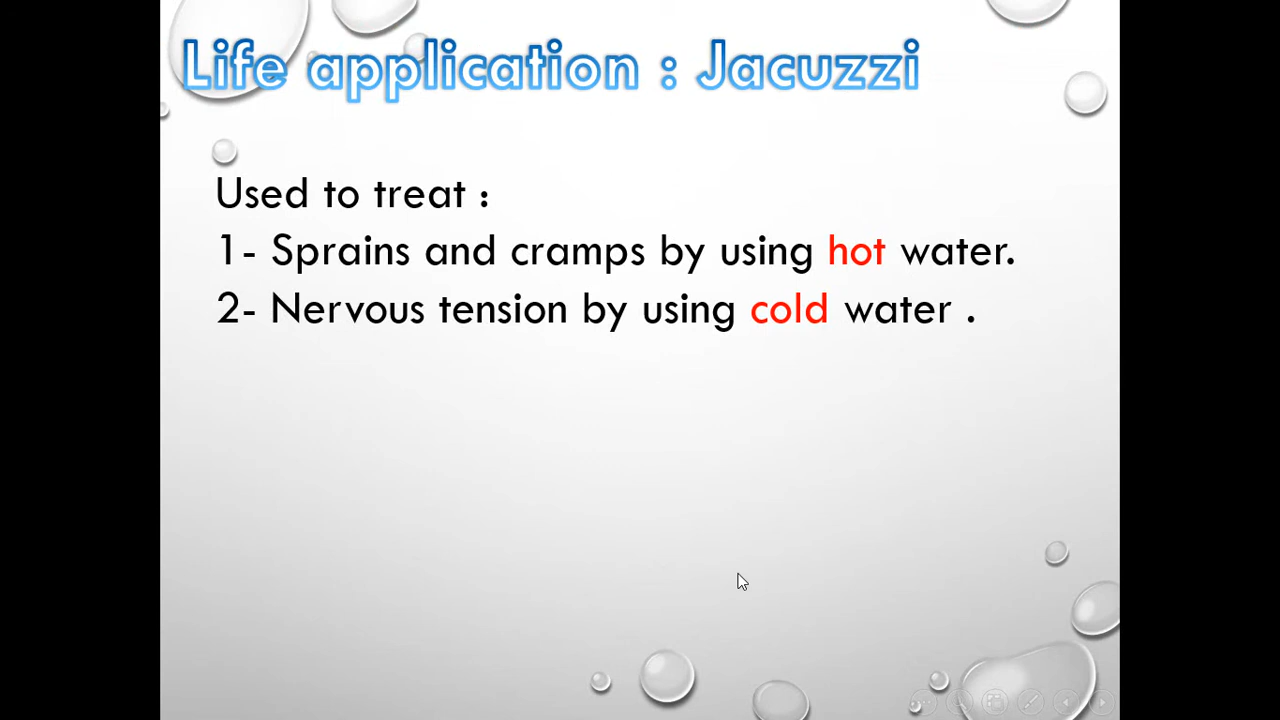 Life application : Jacuzzi
Used to treat :
1- Sprains and cramps by using hot water.
2- Nervous tension by using cold water .